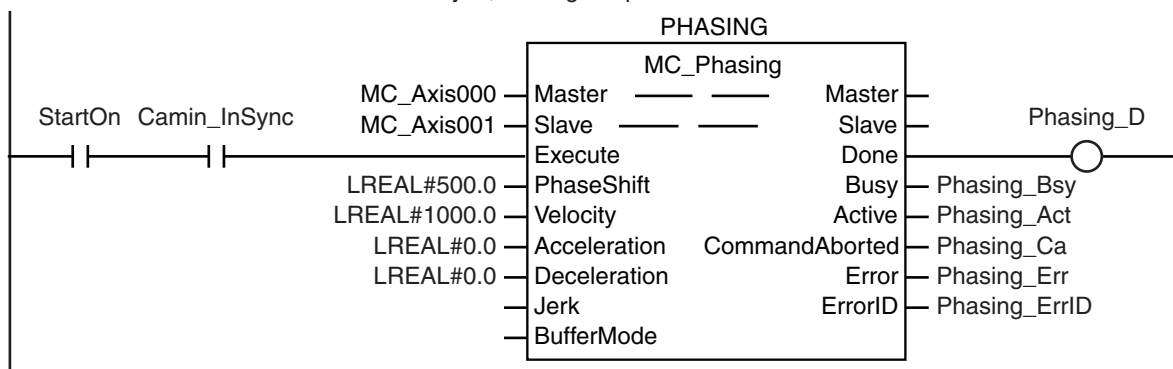 PHASING
MC_Phasing
MC_Axis000 Master Master
StartOn Camin_InSync MC_Axis001 Slave Slave Phasing_D
Execute Done
LREAL#500.0 PhaseShift Busy Phasing_Bsy
LREAL#1000.0 Velocity Active Phasing_Act
LREAL#0.0 Acceleration CommandAborted Phasing_Ca
LREAL#0.0 Deceleration Error Phasing_Err
Jerk ErrorID Phasing_ErrID
BufferMode